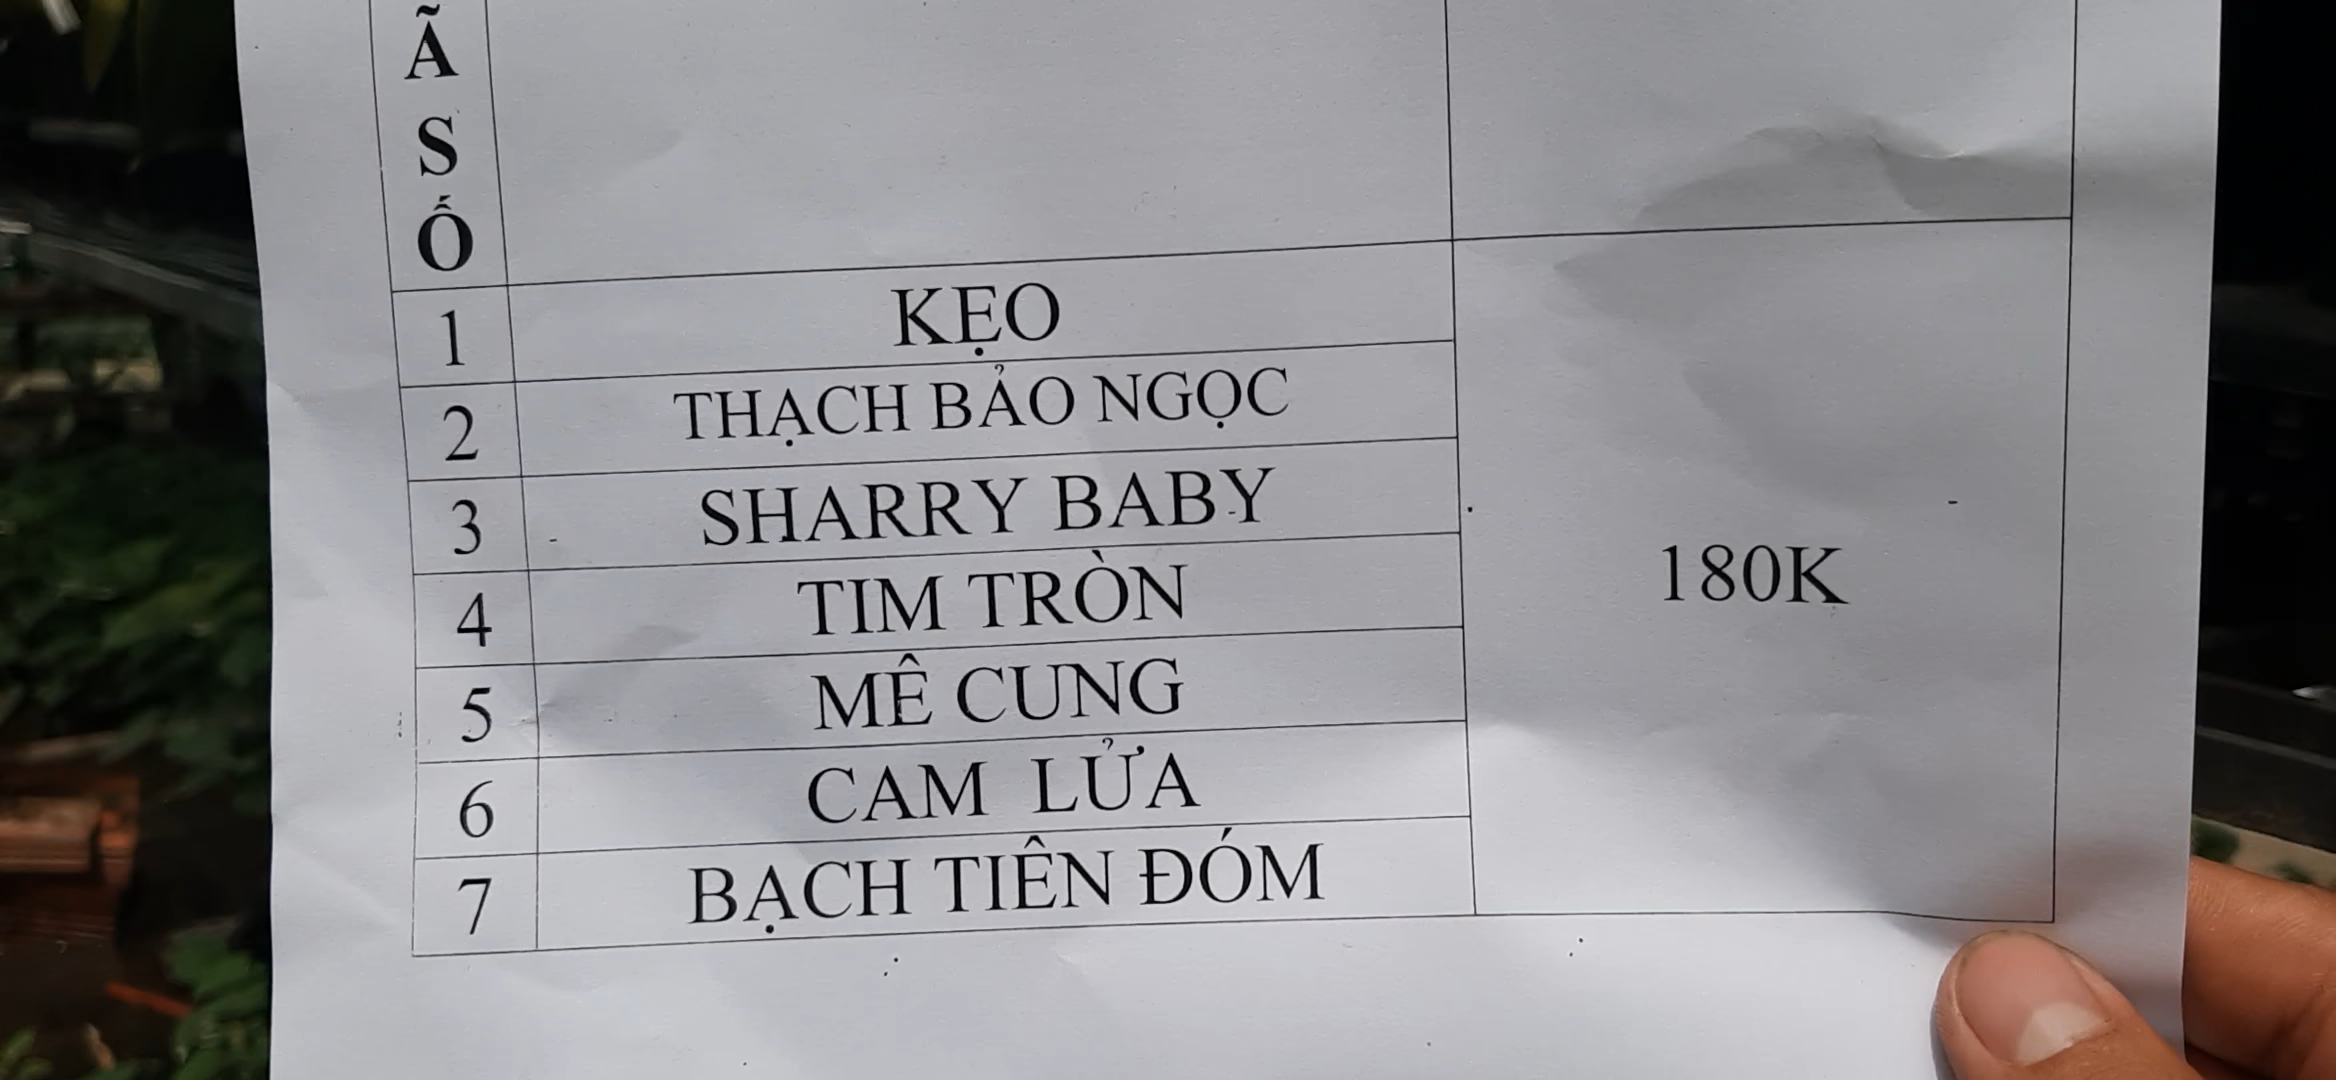 Ã
S
Ố
1 KẸO
2 THẠCH BẢO NGỌC
3 SHARRY BABY
180K
4 TIM TRÒN
5 MÊ CUNG
6 CAM LỬA
7 BẠCH TIÊN ĐÓM